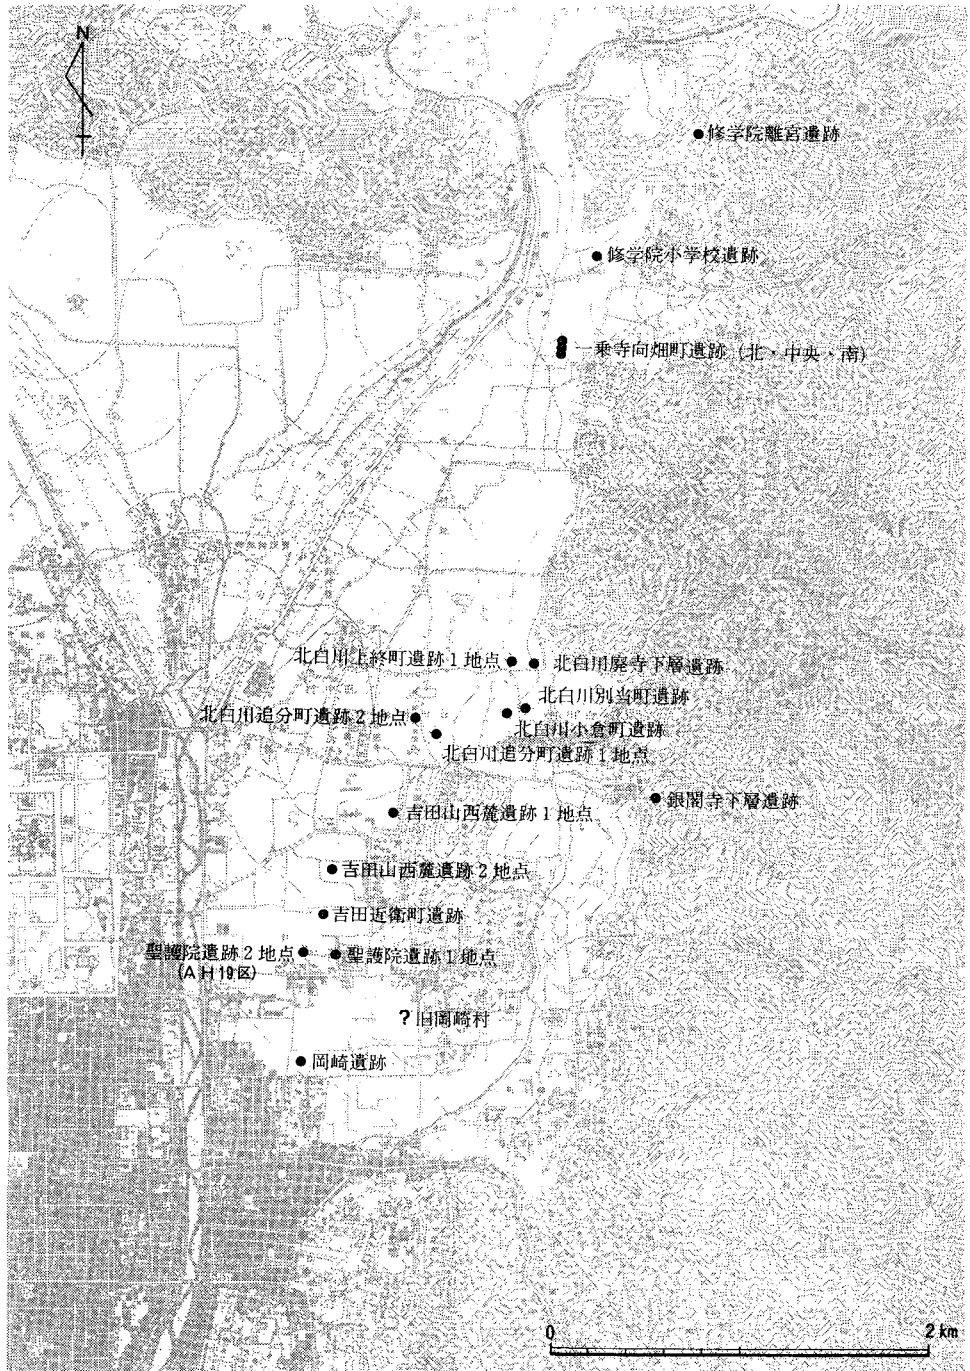 N
修学院離宮遺跡
修学院小学校遺跡
一乗寺向畑町遺跡 (北・中央・南)
北白川上終町遺跡1地点
北白川廃寺下層遺跡
北白川別当町遺跡
北白川追分町遺跡2地点
北白川小倉町遺跡
北白川追分町遺跡1地点
銀閣寺下層遺跡
吉田山西麓遺跡1地点
吉田山西麓遺跡2地点
吉田近衛町遺跡
聖護院遺跡2地点
(AH19区)
聖護院遺跡1地点
? 旧岡崎村
岡崎遺跡
0 2km